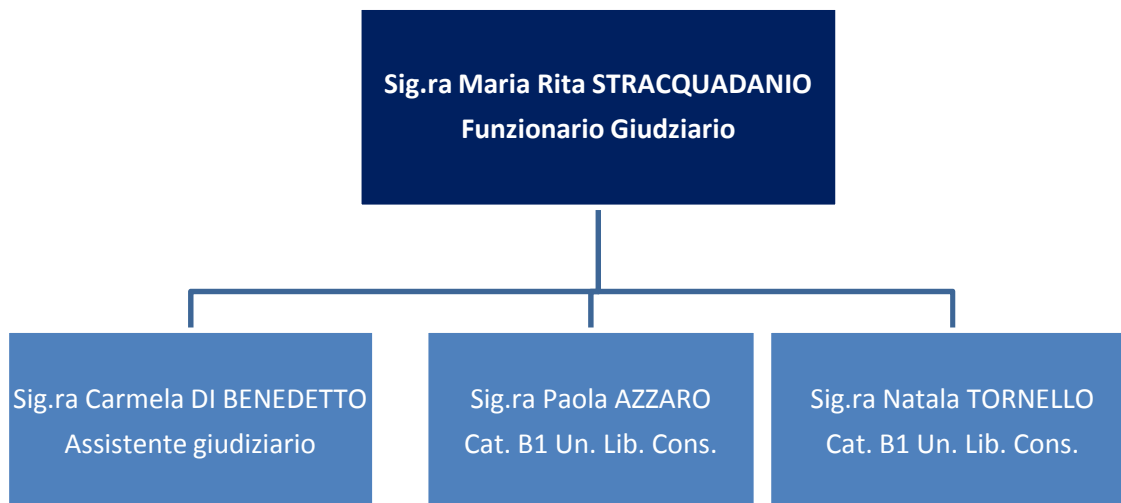 Sig.ra Maria Rita STRACQUADANIO
Funzionario Giudziario
Sig.ra Carmela DI BENEDETTO
Assistente giudiziario
Sig.ra Paola AZZARO
Cat. B1 Un. Lib. Cons.
Sig.ra Natala TORNELLO
Cat. B1 Un. Lib. Cons.